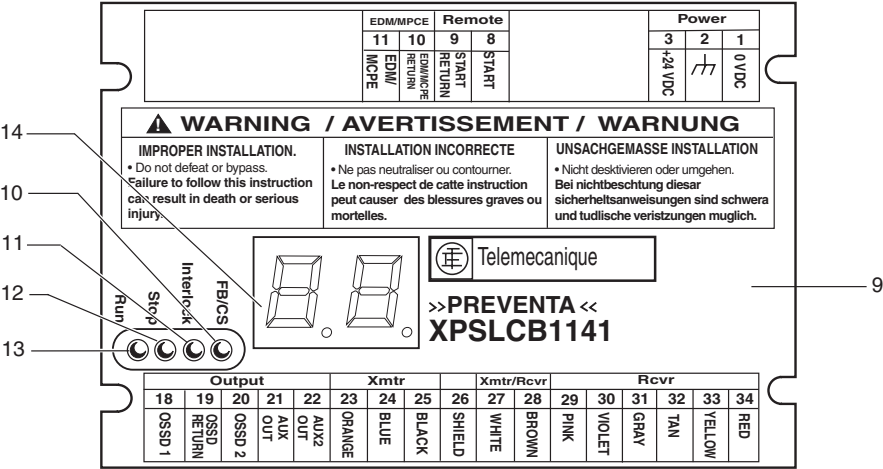 EDM/MPCE Remote Power
11 10 9 8 3 2 1
EDM/
MCPE
EDM/MCPE
RETURN
START
RETURN
START
+24 VDC
0 VDC
WARNING / AVERTISSEMENT / WARNUNG
IMPROPER INSTALLATION.
• Do not defeat or bypass.
Failure to follow this instruction
can result in death or serious
injury.
INSTALLATION INCORRECTE
• Ne pas neutraliser ou contourner.
Le non-respect de catte instruction
peut causer des blessures graves ou
mortelles.
UNSACHGEMASSE INSTALLATION
• Nicht desktivieren oder umgehen.
Bei nichtbeschtung diesar
sicherheltsanweisungen sind schwera
und tudlische veristzungen muglich.
14
10
11
12
13
9
Run
Stop
Interlock
FB/CS
Telemecanique
>>PREVENTA<<
XPSLCB1141
Output Xmtr Xmtr/Rcvr Rcvr
18 19 20 21 22 23 24 25 26 27 28 29 30 31 32 33 34
OSSD 1
OSSD
RETURN
OSSD 2
AUX
OUT
AUX2
OUT
ORANGE
BLUE
BLACK
SHIELD
WHITE
BROWN
PINK
VIOLET
GRAY
TAN
YELLOW
RED